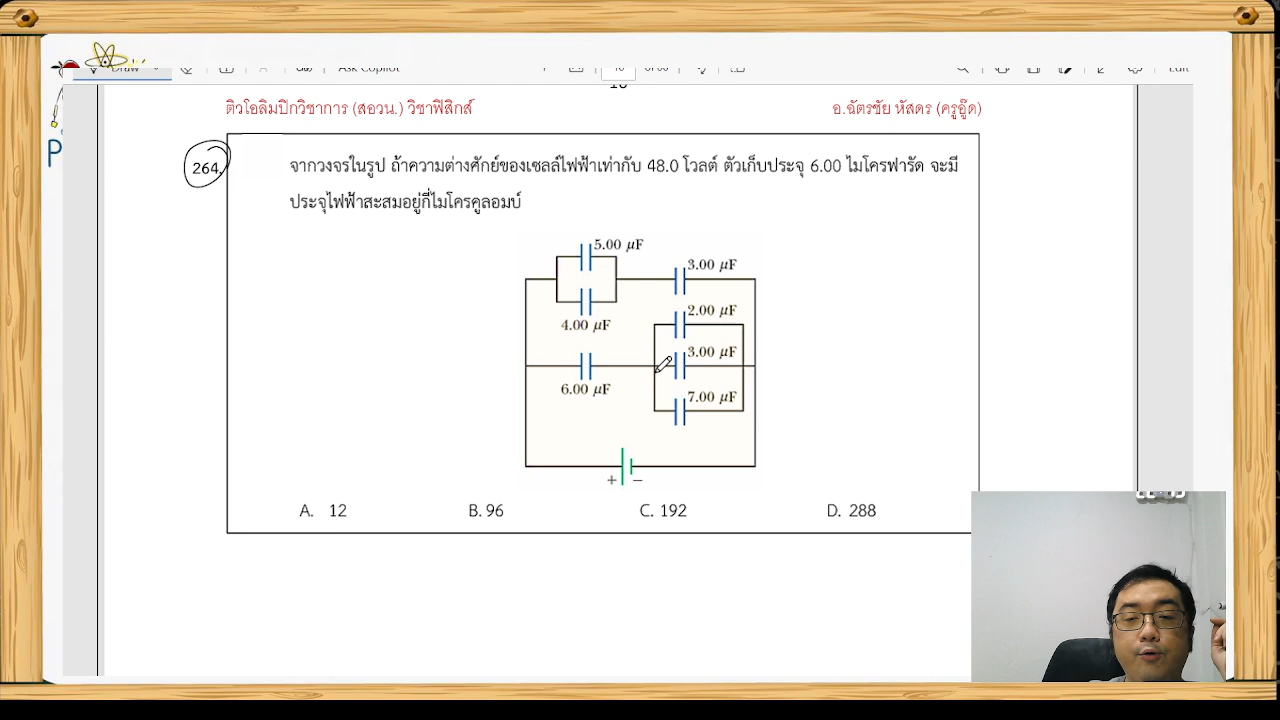 Draw
Ask Copilot
Edit
ติวโอลิมปิกวิชาการ (สอวน.) วิชาฟิสิกส์
อ.ฉัตรชัย หัสดร (ครูอู๊ด)
P
264.
จากวงจรในรูป ถ้าความต่างศักย์ของเซลล์ไฟฟ้าเท่ากับ 48.0 โวลต์ ตัวเก็บประจุ 6.00 ไมโครฟารัด จะมี
ประจุไฟฟ้าสะสมอยู่กี่ไมโครคูลอมบ์
5.00 µF
3.00 µF
2.00 µF
4.00 µF
3.00 µF
6.00 µF
7.00 µF
+ −
A. 12 B. 96 C. 192 D. 288